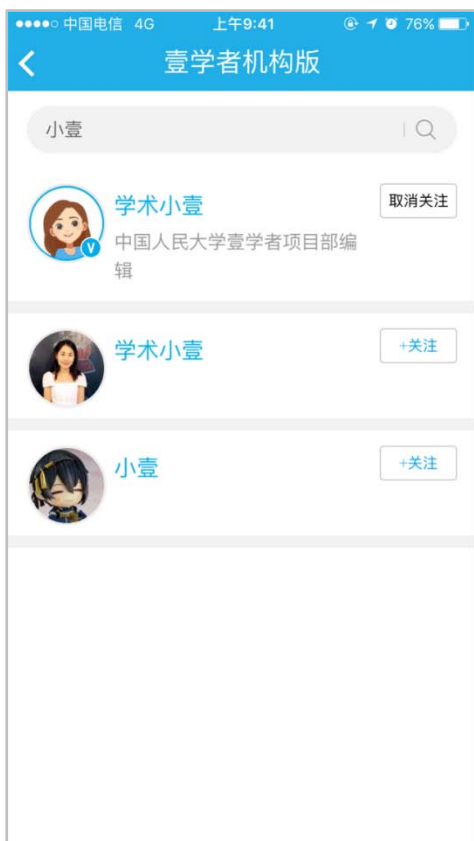 中国电信 4G 上午9:41 76%
壹学者机构版
小壹
学术小壹 取消关注
中国人民大学壹学者项目部编
辑
V
学术小壹 +关注
小壹 +关注